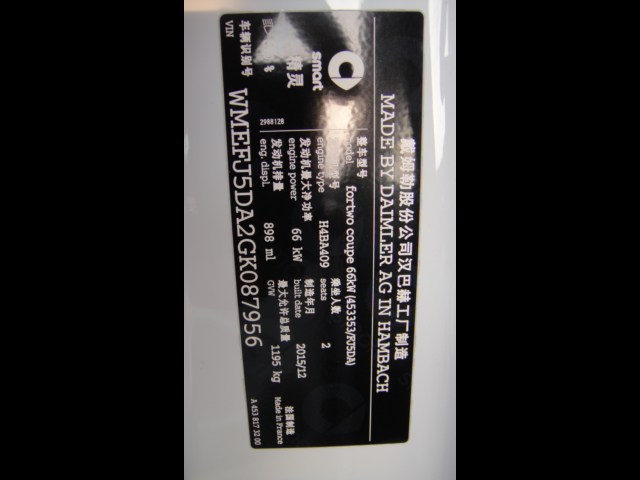 戴姆勒股份公司汉巴赫工厂制造
MADE BY DAIMLER AG IN HAMBACH
smart
精灵
整车型号
model
fortwo coupe 66kW (453353/RJ5DA)
型号
engine type
H4BA409
乘坐人数
seats
2
发动机最大净功率
engine power
66 kW
制造年月
built date
2015/12
2988128
发动机排量
eng. displ.
898 ml
最大允许总质量
GVW
1195 kg
法国制造
Made in France
车辆识别号
VIN
WMEFJ5DA2GK087956
A 453 817 32 00